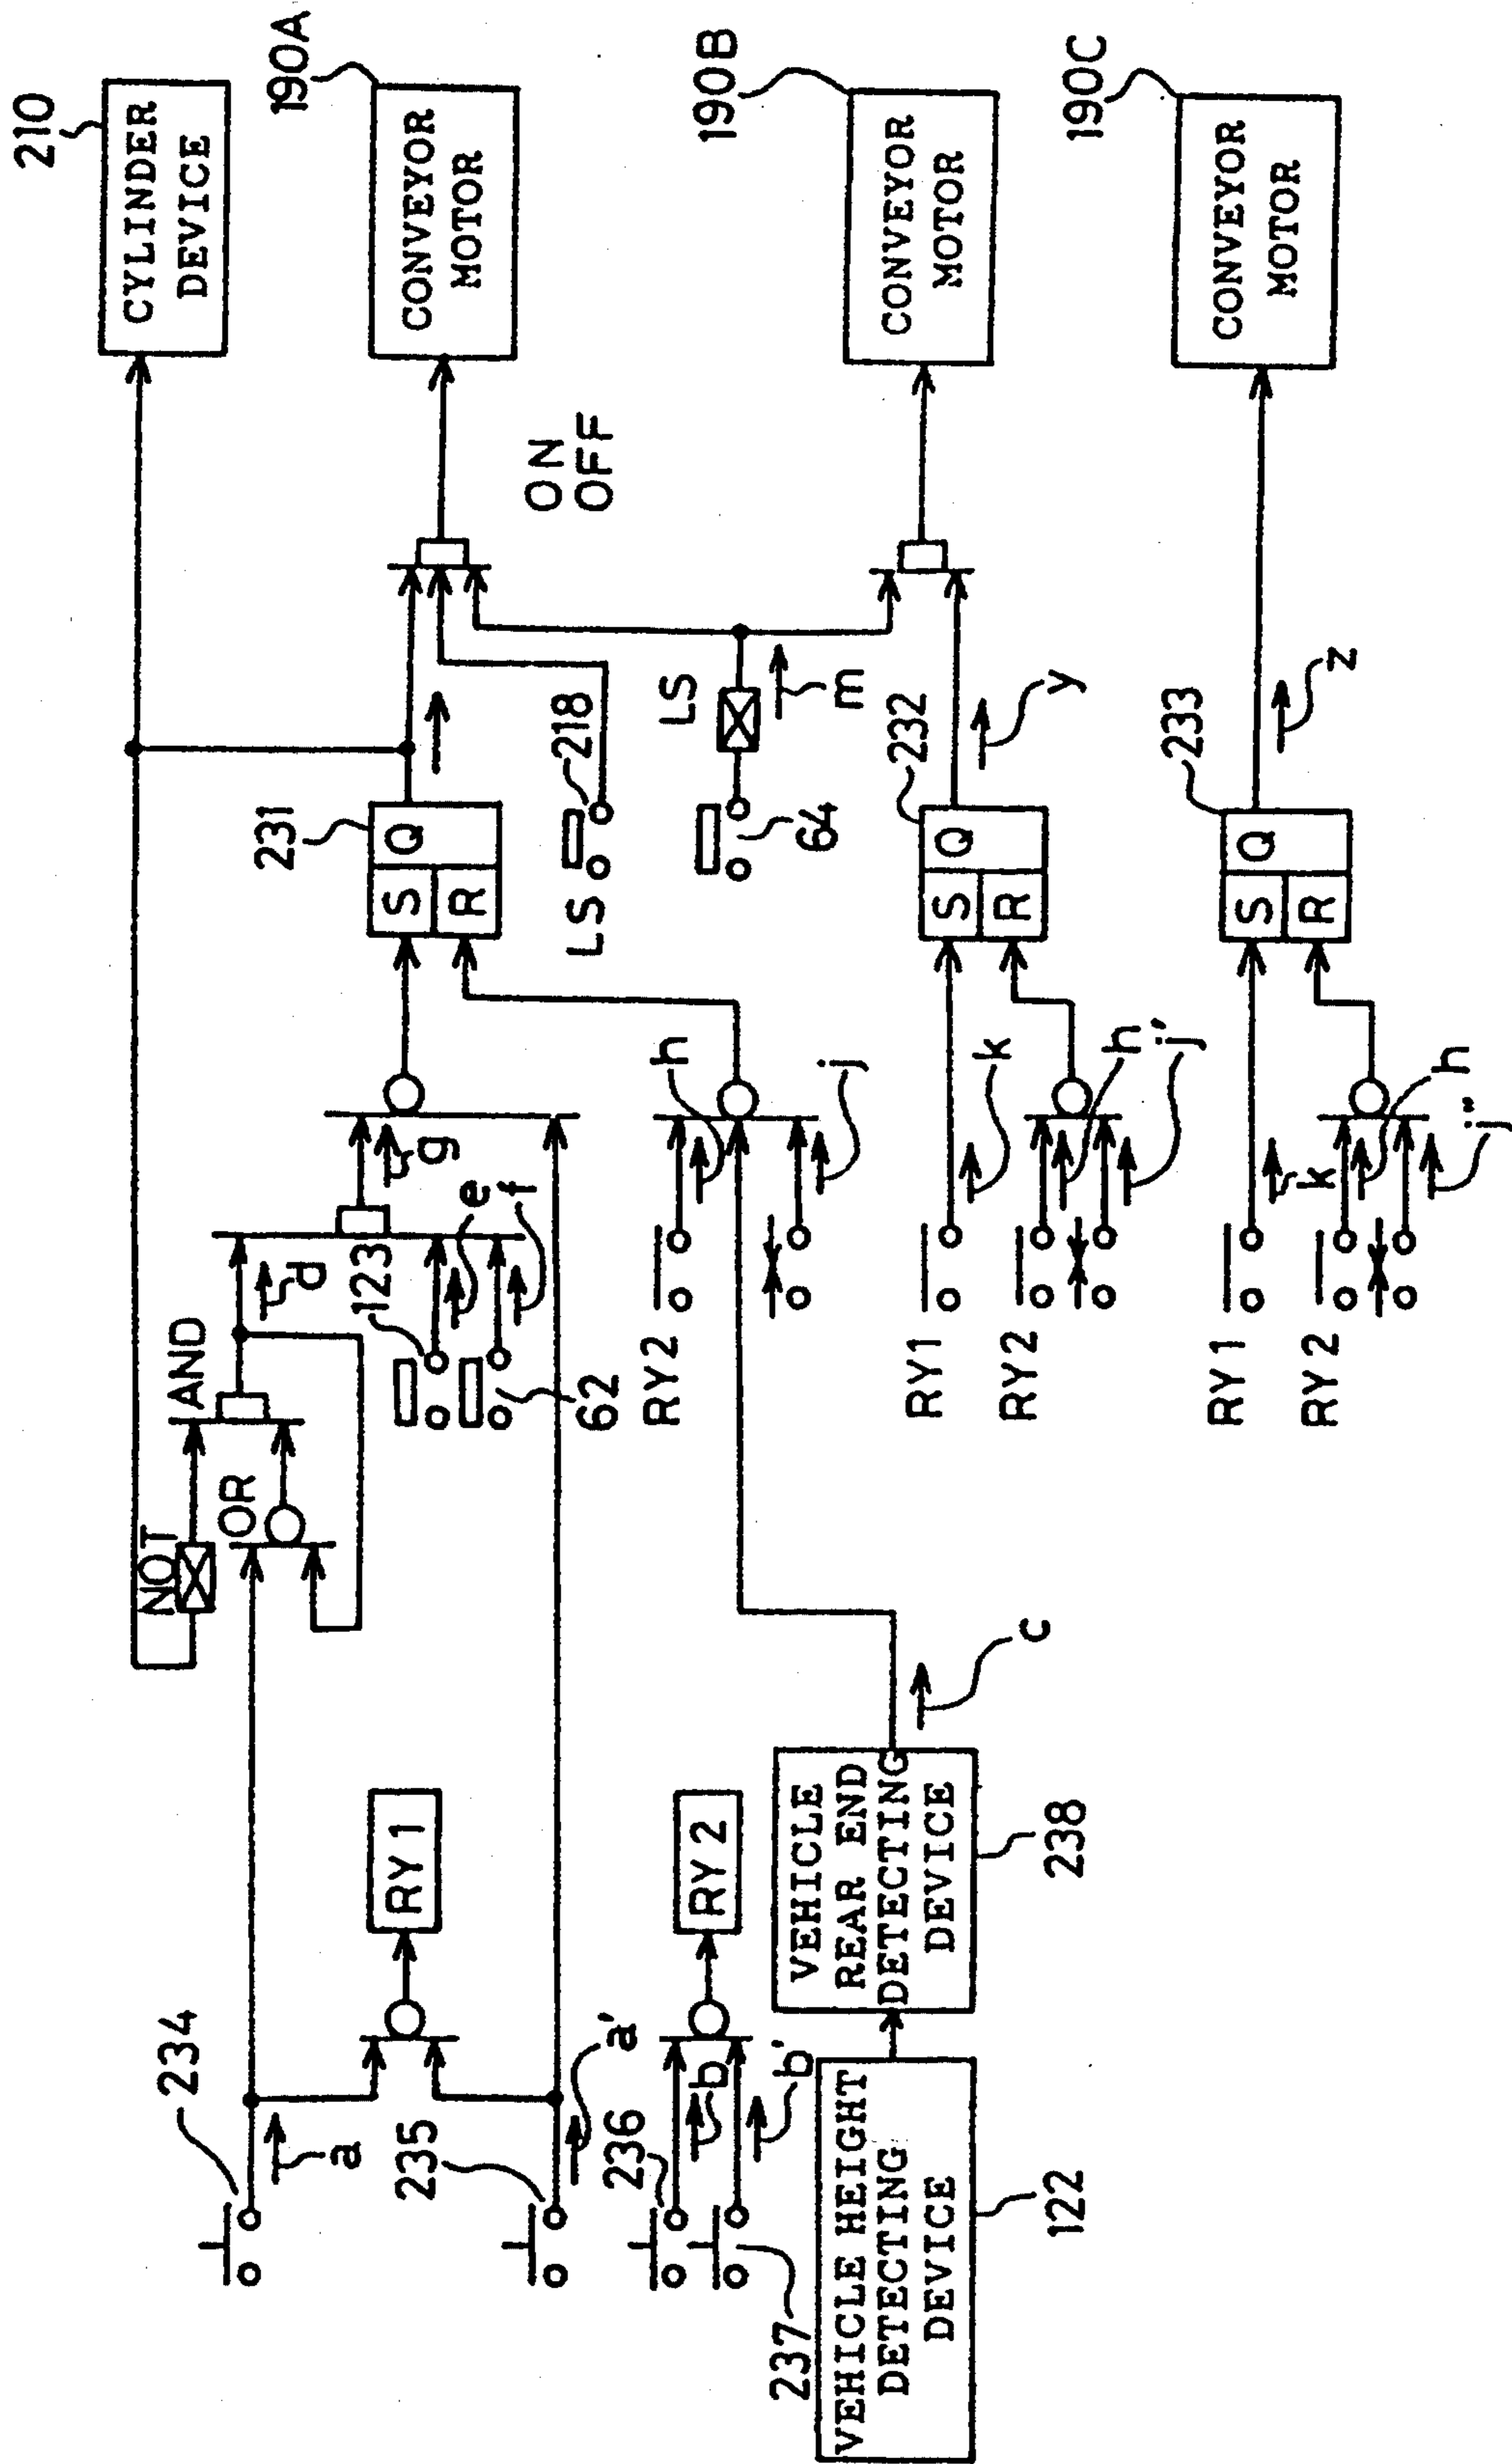 210
CYLINDER
DEVICE
190A
CONVEYOR
MOTOR
190B
CONVEYOR
MOTOR
190C
CONVEYOR
MOTOR
ON
OFF
231
S
R
Q
LS
218
LS
64
m
232
S
R
Q
y
233
S
R
Q
z
NOT
AND
OR
d
g
123
e
f
62
RY2
h
j
RY1
k
RY2
h'
j'
RY1
k
RY2
h
j"
234
a
RY1
235
a'
236
b
b'
RY2
237
VEHICLE HEIGHT
DETECTING
DEVICE
122
VEHICLE
REAR END
DETECTING
DEVICE
238
c